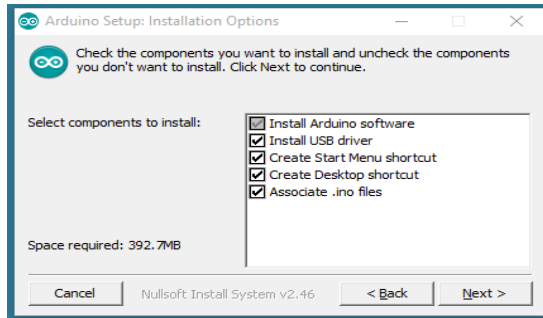 Arduino Setup: Installation Options
Check the components you want to install and uncheck the components
you don't want to install. Click Next to continue.
Select components to install:
Install Arduino software
Install USB driver
Create Start Menu shortcut
Create Desktop shortcut
Associate .ino files
Space required: 392.7MB
Cancel
Nullsoft Install System v2.46
< Back
Next >